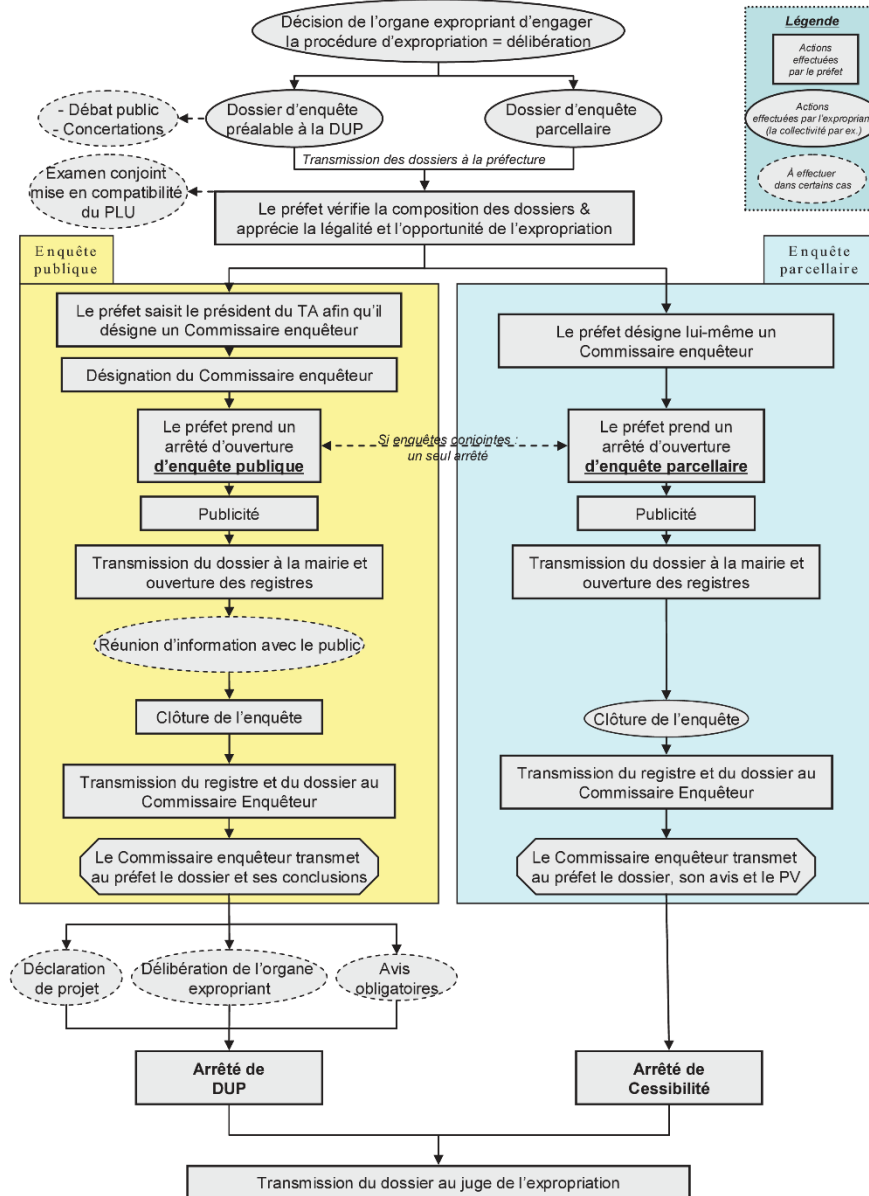 Décision de l'organe expropriant d'engager
la procédure d'expropriation = délibération
Légende
Actions
effectuées
par le préfet
Actions
effectuées par l'expropriant
(la collectivité par ex.)
À effectuer
dans certains cas
- Débat public
- Concertations
Dossier d'enquête
préalable à la DUP
Dossier d'enquête
parcellaire
Transmission des dossiers à la préfecture
Examen conjoint
mise en compatibilité
du PLU
Le préfet vérifie la composition des dossiers &
apprécie la légalité et l'opportunité de l'expropriation
Enquête
publique
Enquête
parcellaire
Le préfet saisit le président du TA afin qu'il
désigne un Commissaire enquêteur
Le préfet désigne lui-même un
Commissaire enquêteur
Désignation du Commissaire enquêteur
Le préfet prend un
arrêté d'ouverture
d'enquête publique
Si enquêtes conjointes :
un seul arrêté
Le préfet prend un
arrêté d'ouverture
d'enquête parcellaire
Publicité
Publicité
Transmission du dossier à la mairie et
ouverture des registres
Transmission du dossier à la mairie et
ouverture des registres
Réunion d'information avec le public
Clôture de l'enquête
Clôture de l'enquête
Transmission du registre et du dossier au
Commissaire Enquêteur
Transmission du registre et du dossier au
Commissaire Enquêteur
Le Commissaire enquêteur transmet
au préfet le dossier et ses conclusions
Le Commissaire enquêteur transmet
au préfet le dossier, son avis et le PV
Déclaration
de projet
Délibération de l'organe
expropriant
Avis
obligatoires
Arrêté de
DUP
Arrêté de
Cessibilité
Transmission du dossier au juge de l'expropriation